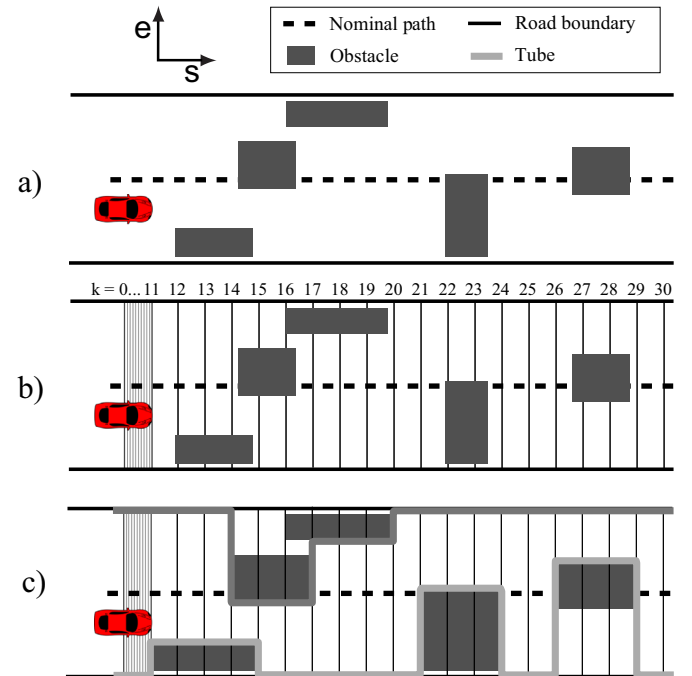 e
s
Nominal path
Road boundary
Obstacle
Tube
a)
k = 0... 11 12 13 14 15 16 17 18 19 20 21 22 23 24 25 26 27 28 29 30
b)
c)